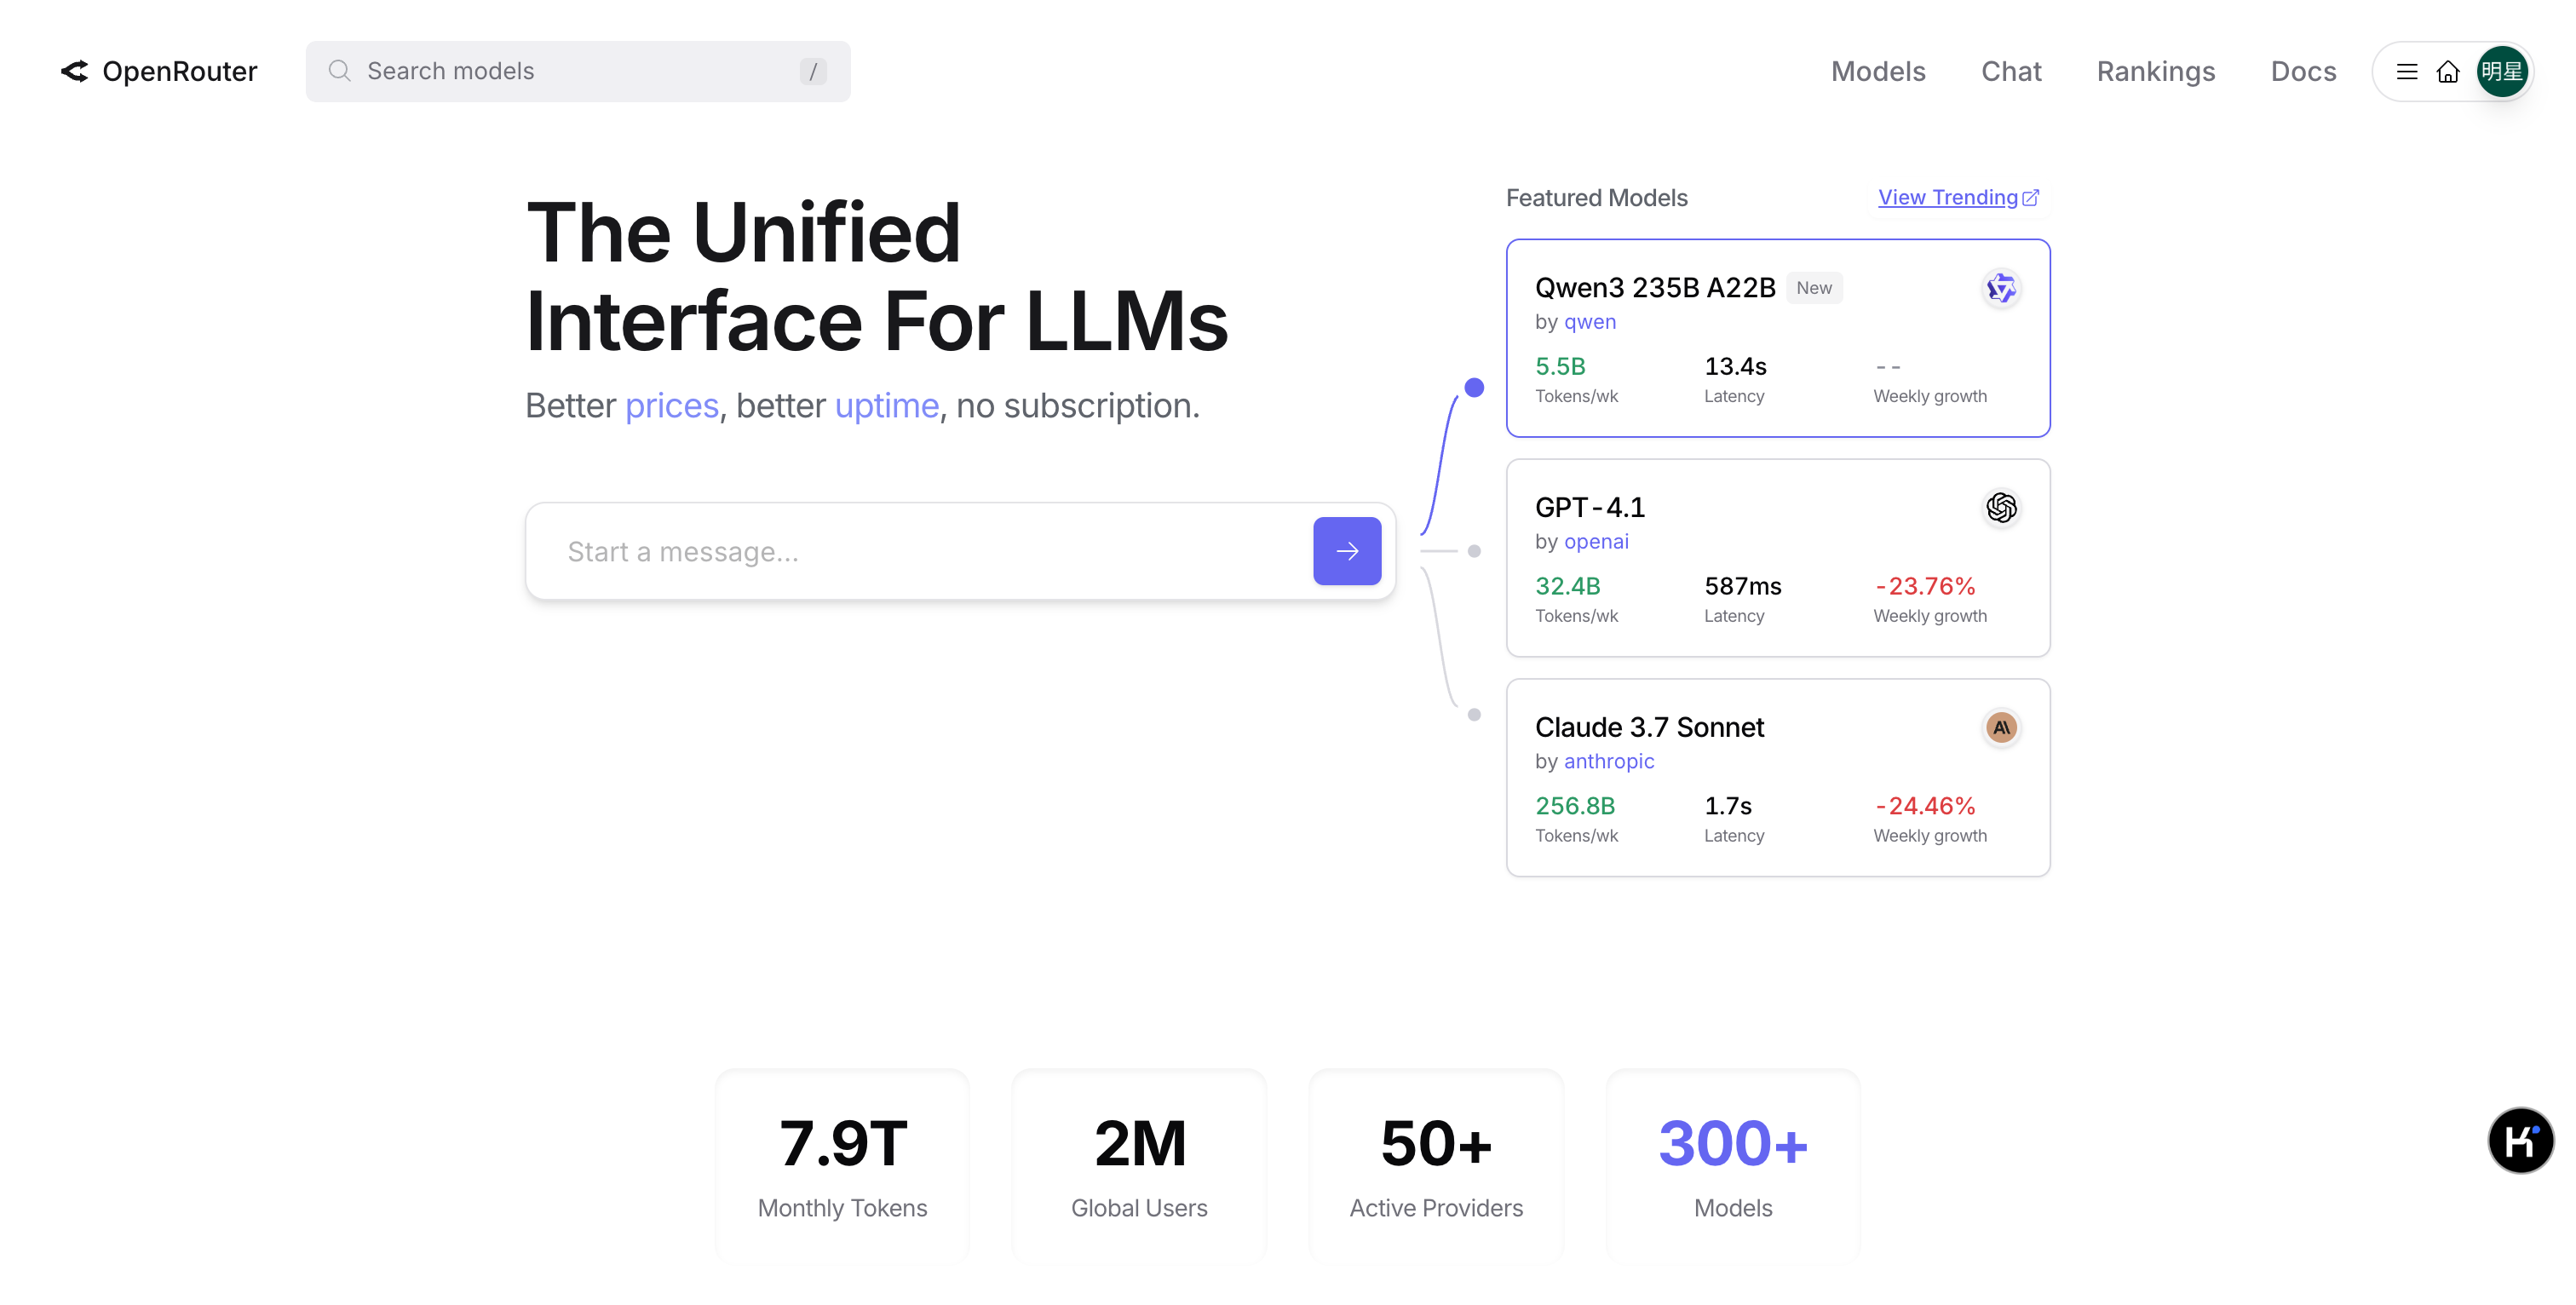 OpenRouter
Search models
/
Models
Chat
Rankings
Docs
明星
The Unified
Interface For LLMs
Better prices, better uptime, no subscription.
Start a message...
Featured Models
View Trending
Qwen3 235B A22B New
by qwen
5.5B 13.4s --
Tokens/wk Latency Weekly growth
GPT-4.1
by openai
32.4B 587ms -23.76%
Tokens/wk Latency Weekly growth
Claude 3.7 Sonnet
by anthropic
256.8B 1.7s -24.46%
Tokens/wk Latency Weekly growth
7.9T
Monthly Tokens
2M
Global Users
50+
Active Providers
300+
Models
K